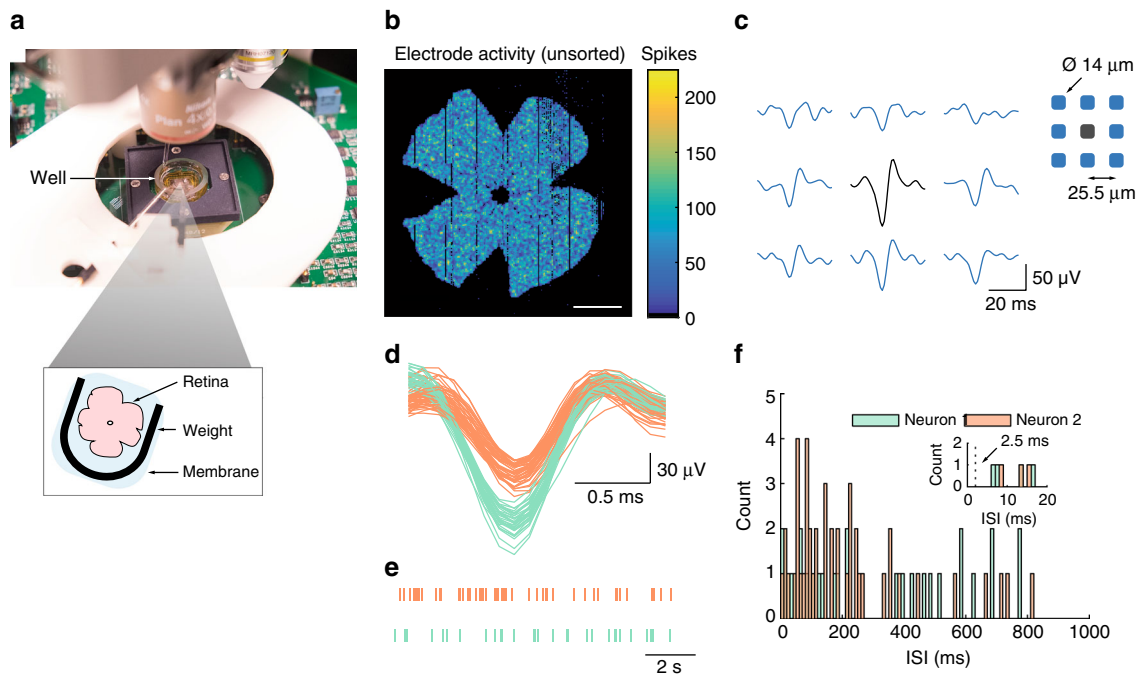 a
Plan 4X/0
Well
Retina
Weight
Membrane
b
Electrode activity (unsorted) Spikes
200
150
100
50
0
c
Ø 14 µm
25.5 µm
50 µV
20 ms
d
30 µV
0.5 ms
e
2 s
f
5
4
3
2
1
0
Count
Neuron 1 Neuron 2
2.5 ms
2
1
0
Count
0 10 20
ISI (ms)
0 200 400 600 800 1000
ISI (ms)